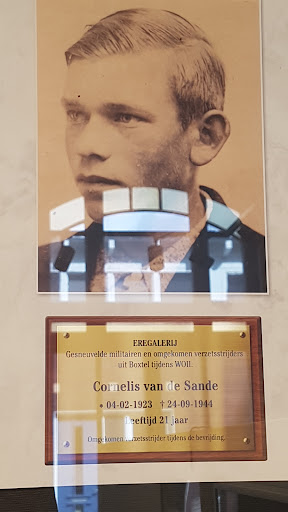 EREGALERIJ
Gesneuvelde militairen en omgekomen verzetsstrijders
uit Boxtel tijdens WOII.
Cornelis van de Sande
* 04-02-1923 † 24-09-1944
Leeftijd 21 jaar
Omgekomen verzetsstrijder tijdens de bevrijding.